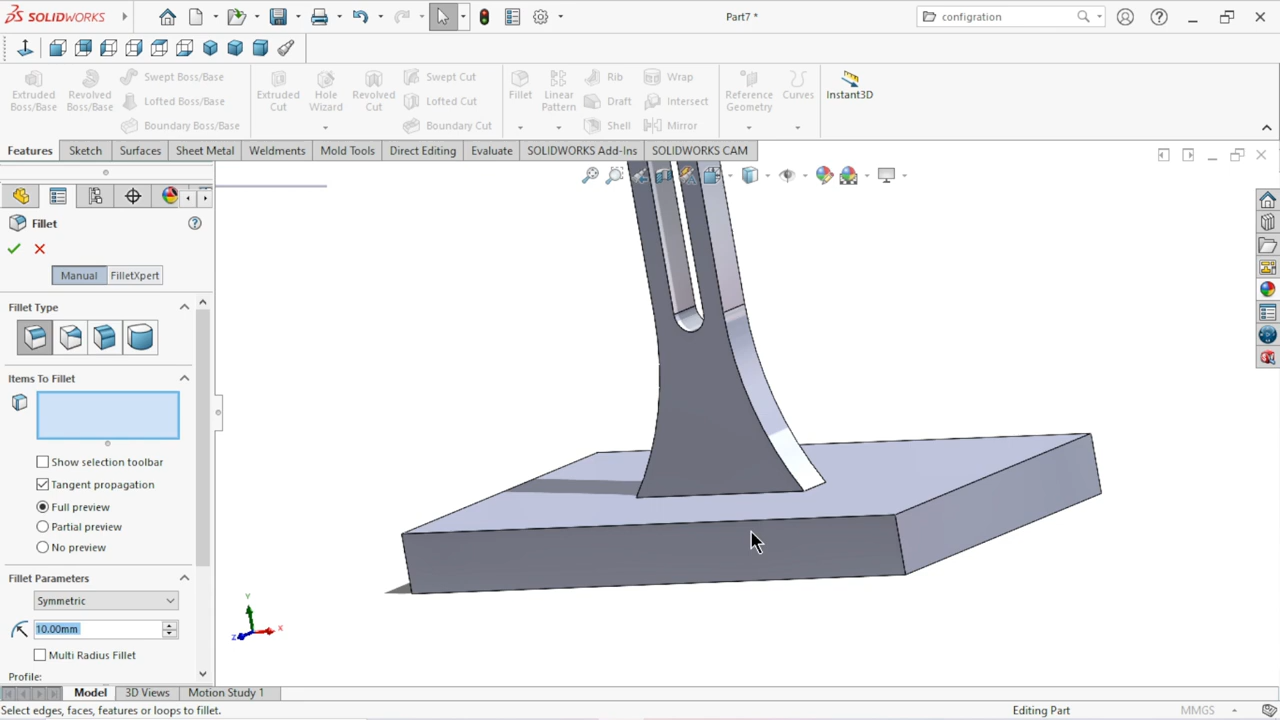 SOLIDWORKS
Part7 *
configration
Extruded Boss/Base
Revolved Boss/Base
Swept Boss/Base
Lofted Boss/Base
Boundary Boss/Base
Extruded Cut
Hole Wizard
Revolved Cut
Swept Cut
Lofted Cut
Boundary Cut
Fillet
Linear Pattern
Rib
Draft
Shell
Wrap
Intersect
Mirror
Reference Geometry
Curves
Instant3D
Features Sketch Surfaces Sheet Metal Weldments Mold Tools Direct Editing Evaluate SOLIDWORKS Add-Ins SOLIDWORKS CAM
Fillet
Manual FilletXpert
Fillet Type
Items To Fillet
Show selection toolbar
Tangent propagation
Full preview
Partial preview
No preview
Fillet Parameters
Symmetric
10.00mm
Multi Radius Fillet
Profile:
Y
X
Z
Model 3D Views Motion Study 1
Select edges, faces, features or loops to fillet.
Editing Part
MMGS